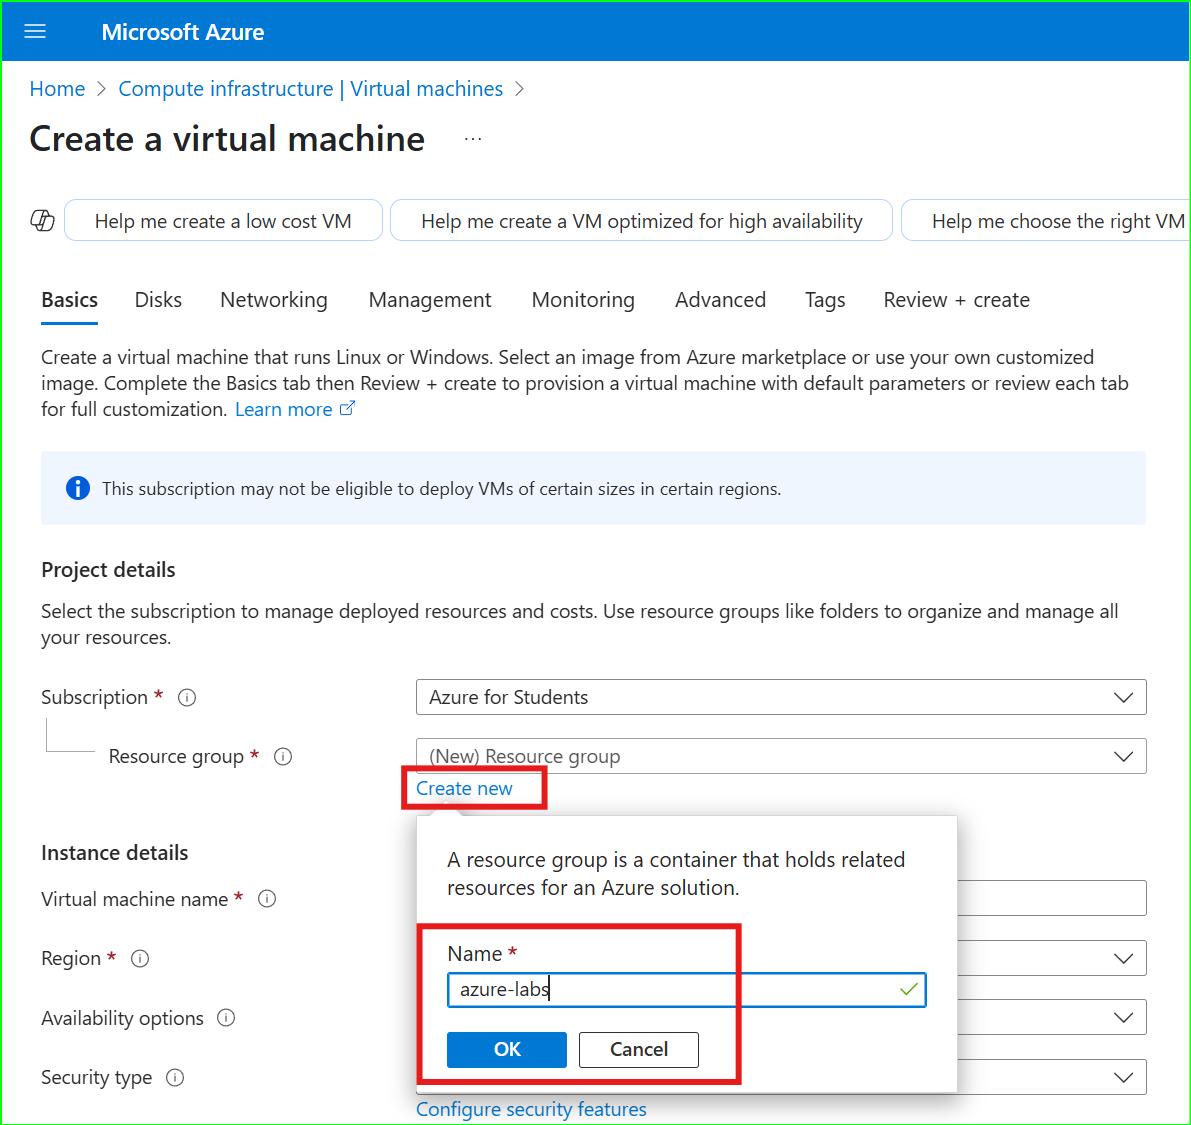 Microsoft Azure
Home > Compute infrastructure | Virtual machines >
Create a virtual machine ...
Help me create a low cost VM
Help me create a VM optimized for high availability
Help me choose the right VM
Basics Disks Networking Management Monitoring Advanced Tags Review + create
Create a virtual machine that runs Linux or Windows. Select an image from Azure marketplace or use your own customized
image. Complete the Basics tab then Review + create to provision a virtual machine with default parameters or review each tab
for full customization. Learn more
This subscription may not be eligible to deploy VMs of certain sizes in certain regions.
Project details
Select the subscription to manage deployed resources and costs. Use resource groups like folders to organize and manage all
your resources.
Subscription *
Azure for Students
Resource group *
(New) Resource group
Create new
A resource group is a container that holds related
resources for an Azure solution.
Name *
azure-labs
OK
Cancel
Instance details
Virtual machine name *
Region *
Availability options
Security type
Configure security features